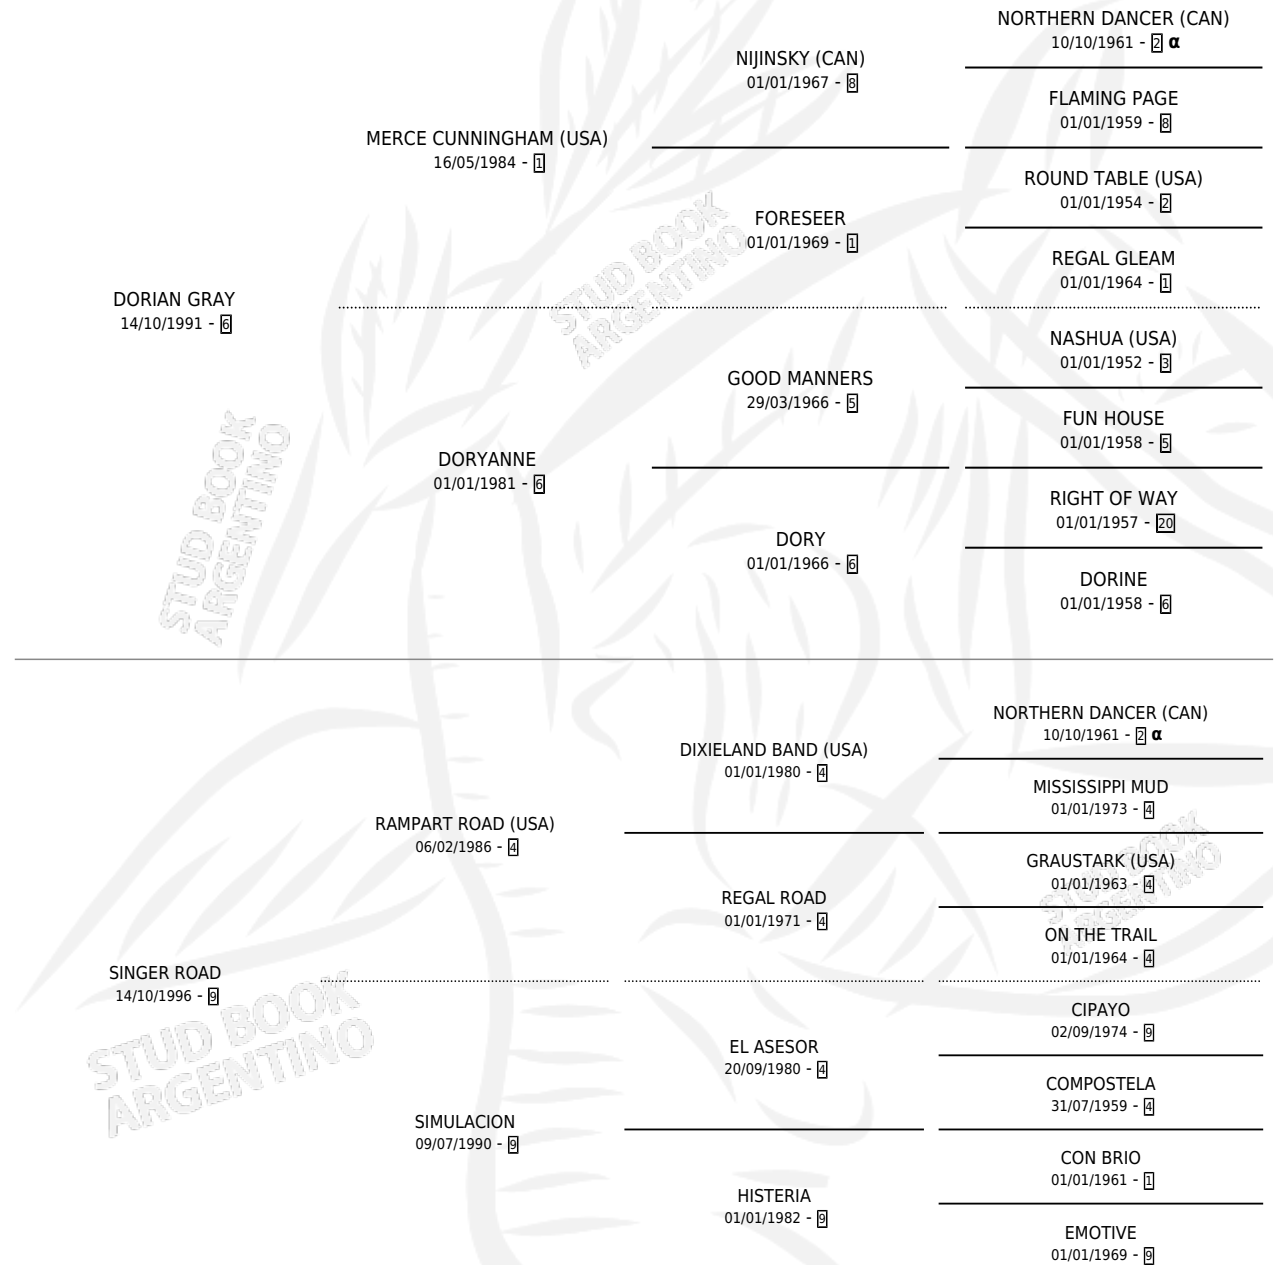 NORTHERN DANCER (CAN)
10/10/1961 - 2 α
NIJINSKY (CAN)
01/01/1967 - 8
FLAMING PAGE
01/01/1959 - 8
MERCE CUNNINGHAM (USA)
16/05/1984 - 1
ROUND TABLE (USA)
01/01/1954 - 2
FORESEER
01/01/1969 - 1
REGAL GLEAM
01/01/1964 - 1
DORIAN GRAY
14/10/1991 - 6
NASHUA (USA)
01/01/1952 - 3
GOOD MANNERS
29/03/1966 - 5
FUN HOUSE
01/01/1958 - 5
DORYANNE
01/01/1981 - 6
RIGHT OF WAY
01/01/1957 - 20
DORY
01/01/1966 - 6
DORINE
01/01/1958 - 6
NORTHERN DANCER (CAN)
10/10/1961 - 2 α
DIXIELAND BAND (USA)
01/01/1980 - 4
MISSISSIPPI MUD
01/01/1973 - 4
RAMPART ROAD (USA)
06/02/1986 - 4
GRAUSTARK (USA)
01/01/1963 - 4
REGAL ROAD
01/01/1971 - 4
ON THE TRAIL
01/01/1964 - 4
SINGER ROAD
14/10/1996 - 9
CIPAYO
02/09/1974 - 9
EL ASESOR
20/09/1980 - 4
COMPOSTELA
31/07/1959 - 4
SIMULACION
09/07/1990 - 9
CON BRIO
01/01/1961 - 1
HISTERIA
01/01/1982 - 9
EMOTIVE
01/01/1969 - 9
STUD BOOK
ARGENTINO
STUD BOOK
ARGENTINO
STUD BOOK
ARGENTINO
STUD BOOK
ARGENTINO